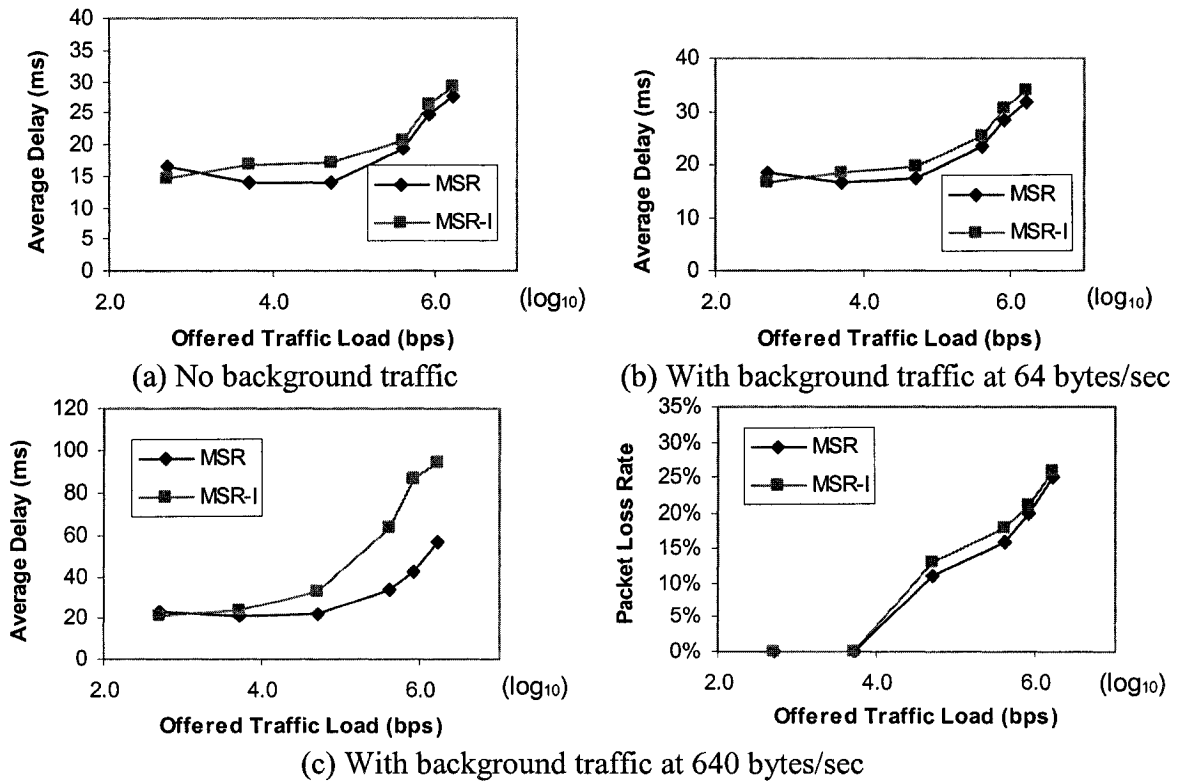 40
35
30
25
20
15
10
5
0
Average Delay (ms)
MSR
MSR-I
2.0 4.0 6.0 (log10)
Offered Traffic Load (bps)
(a) No background traffic
40
30
20
10
0
Average Delay (ms)
MSR
MSR-I
2.0 4.0 6.0 (log10)
Offered Traffic Load (bps)
(b) With background traffic at 64 bytes/sec
120
100
80
60
40
20
0
Average Delay (ms)
MSR
MSR-I
2.0 4.0 6.0 (log10)
Offered Traffic Load (bps)
35%
30%
25%
20%
15%
10%
5%
0%
Packet Loss Rate
MSR
MSR-I
2.0 4.0 6.0 (log10)
Offered Traffic Load (bps)
(c) With background traffic at 640 bytes/sec